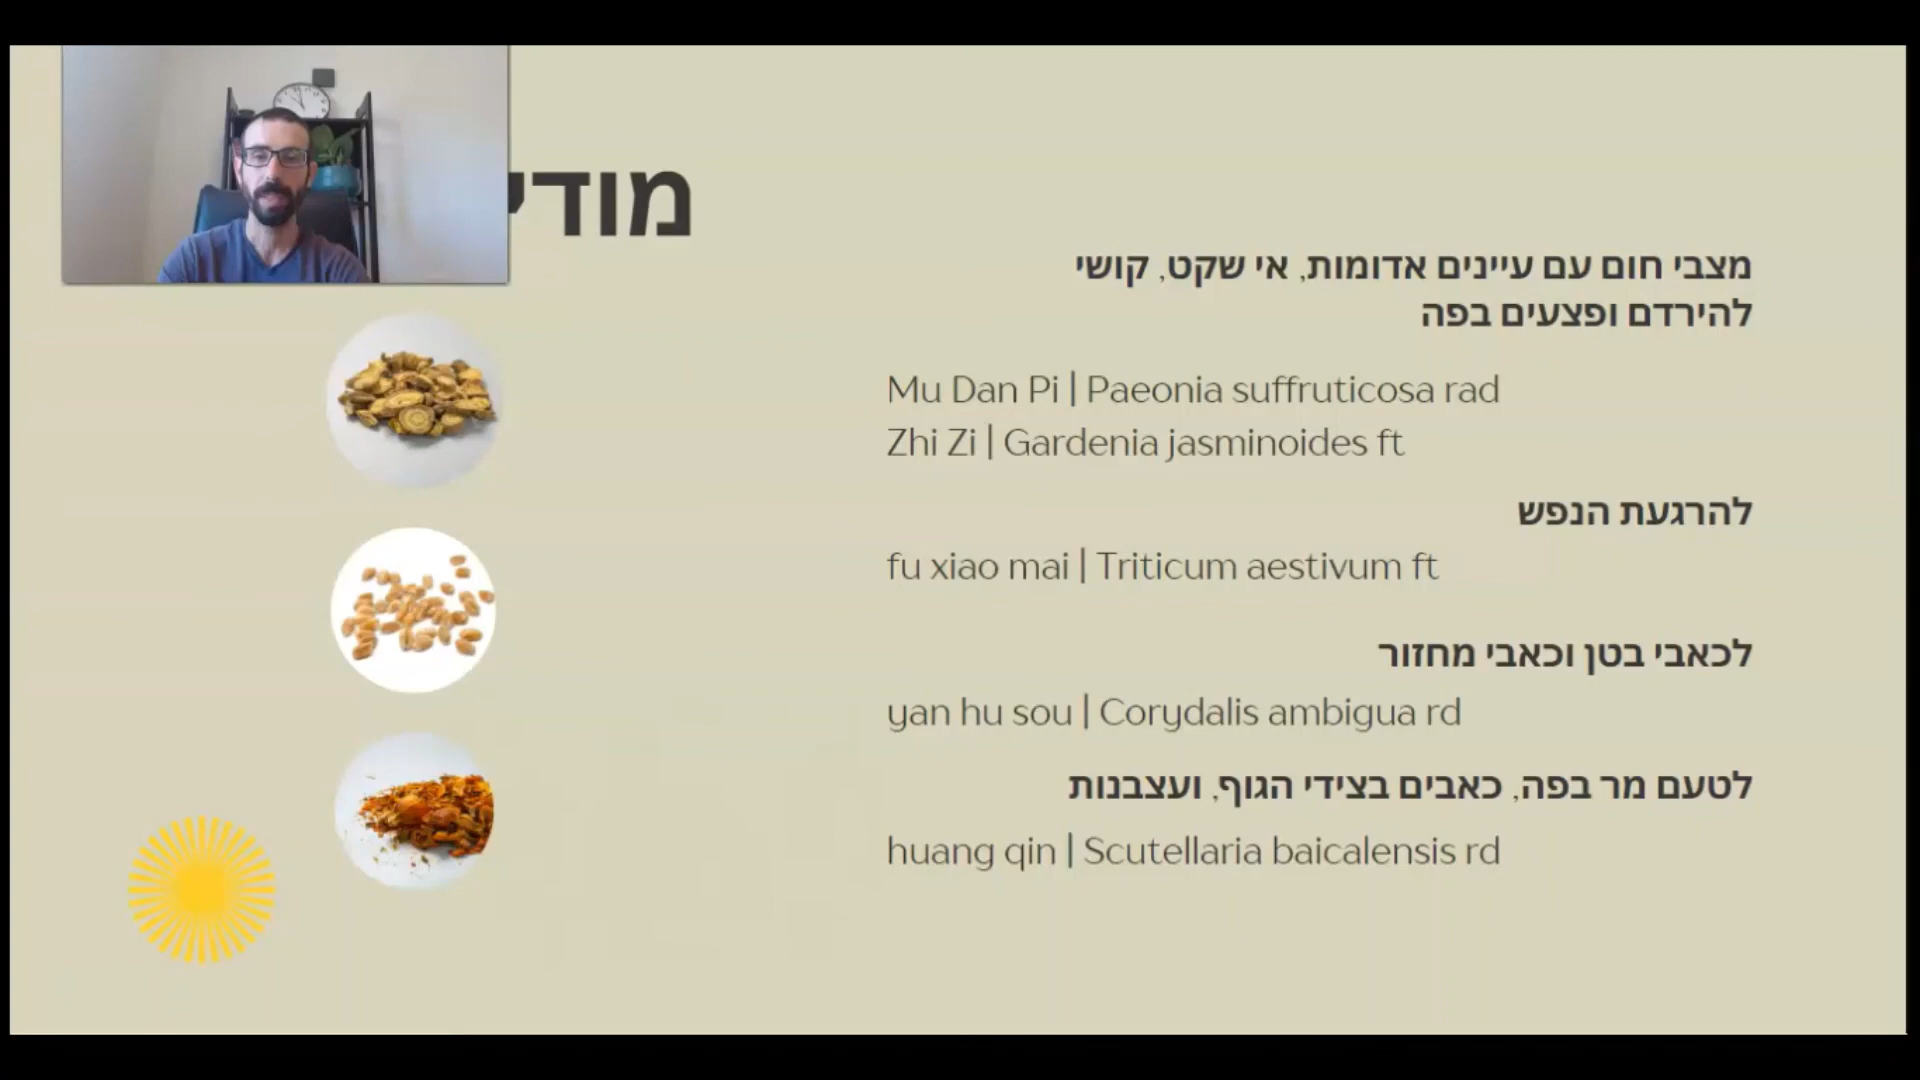 מצבי חום עם עיינים אדומות, אי שקט, קושי
להירדם ופצעים בפה
Mu Dan Pi | Paeonia suffruticosa rad
Zhi Zi | Gardenia jasminoides ft
להרגעת הנפש
fu xiao mai | Triticum aestivum ft
לכאבי בטן וכאבי מחזור
yan hu sou | Corydalis ambigua rd
לטעם מר בפה, כאבים בצידי הגוף, ועצבנות
huang qin | Scutellaria baicalensis rd